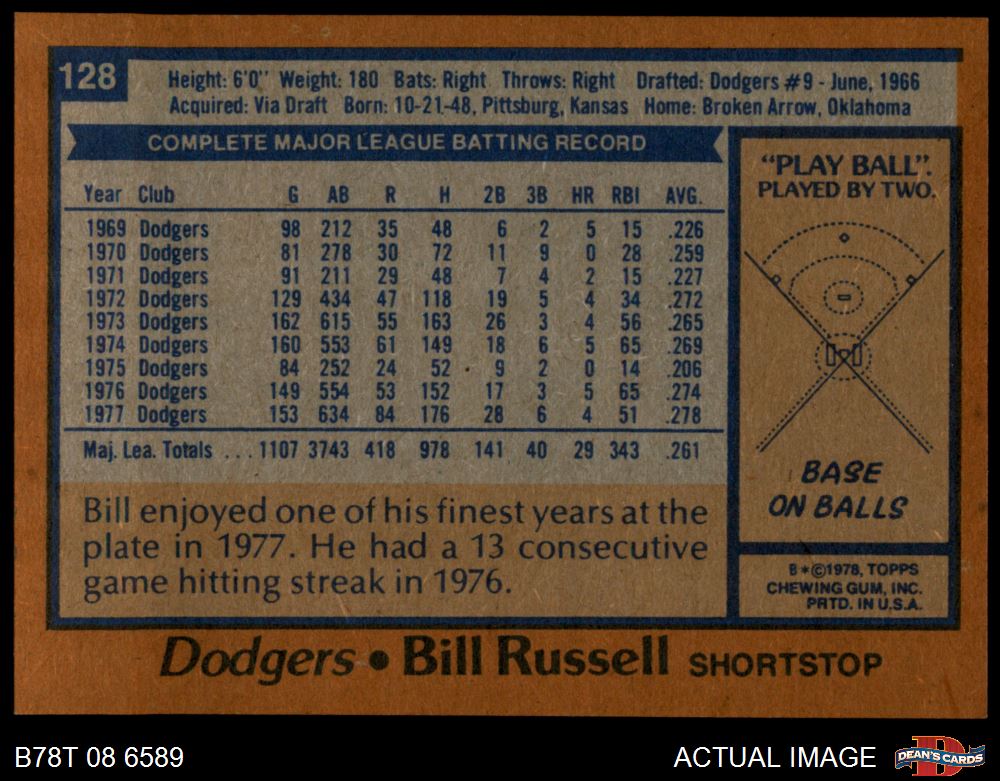 128
Height: 6'0" Weight: 180 Bats: Right Throws: Right Drafted: Dodgers #9 - June, 1966
Acquired: Via Draft Born: 10-21-48, Pittsburg, Kansas Home: Broken Arrow, Oklahoma
COMPLETE MAJOR LEAGUE BATTING RECORD
Year Club G AB R H 2B 3B HR RBI AVG.
1969 Dodgers 98 212 35 48 6 2 5 15 .226
1970 Dodgers 81 278 30 72 11 9 0 28 .259
1971 Dodgers 91 211 29 48 7 4 2 15 .227
1972 Dodgers 129 434 47 118 19 5 4 34 .272
1973 Dodgers 162 615 55 163 26 3 4 56 .265
1974 Dodgers 160 553 61 149 18 6 5 65 .269
1975 Dodgers 84 252 24 52 9 2 0 14 .206
1976 Dodgers 149 554 53 152 17 3 5 65 .274
1977 Dodgers 153 634 84 176 28 6 4 51 .278
Maj. Lea. Totals ... 1107 3743 418 978 141 40 29 343 .261
Bill enjoyed one of his finest years at the
plate in 1977. He had a 13 consecutive
game hitting streak in 1976.
"PLAY BALL".
PLAYED BY TWO.
BASE
ON BALLS
B*©1978, TOPPS
CHEWING GUM, INC.
PRTD. IN U.S.A.
Dodgers • Bill Russell SHORTSTOP
B78T 08 6589
ACTUAL IMAGE
D
DEAN'S CARDS